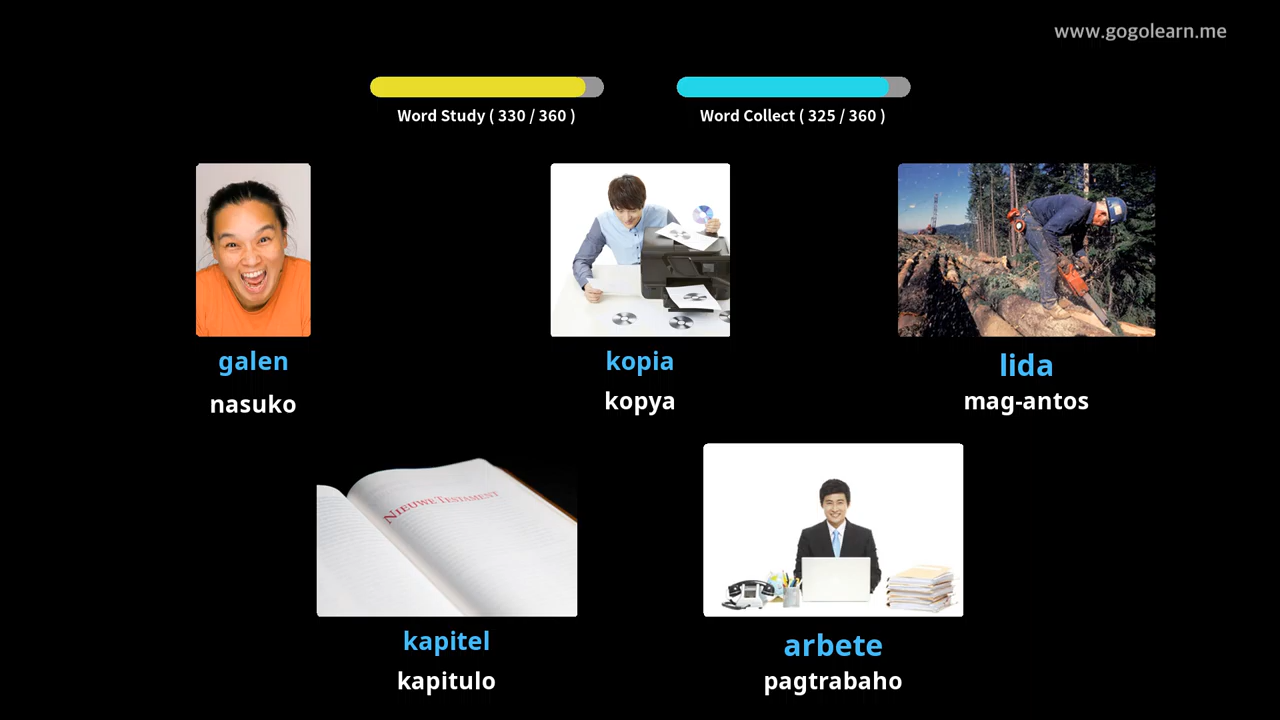 www.gogolearn.me
Word Study ( 330 / 360 )
Word Collect ( 325 / 360 )
galen
nasuko
kopia
kopya
lida
mag-antos
NIEUWE TESTAMENT
kapitel
kapitulo
arbete
pagtrabaho